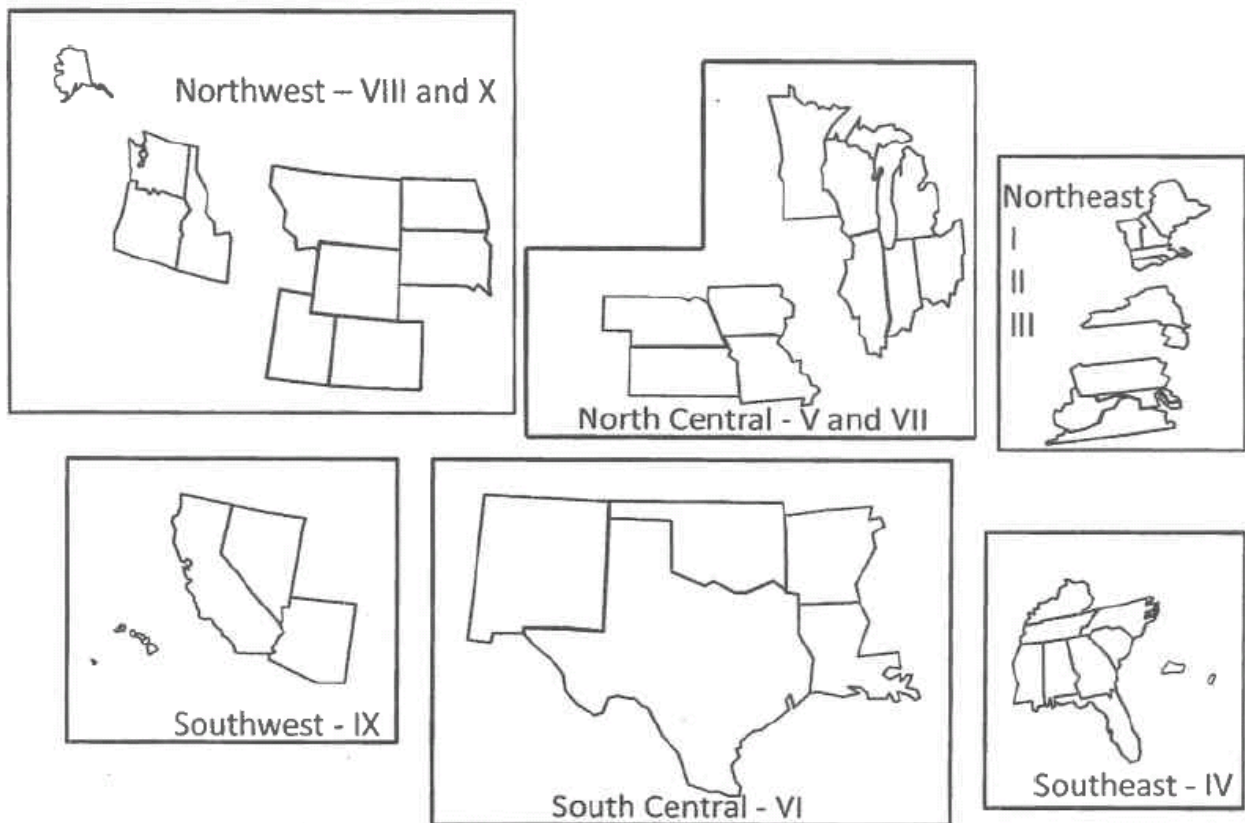 Northwest – VIII and X
Northeast
I
II
III
North Central - V and VII
Southwest - IX
South Central - VI
Southeast - IV